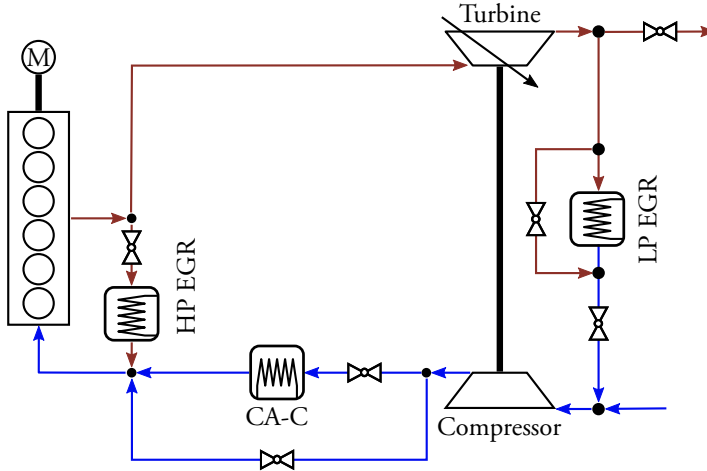 Turbine
M
LP EGR
HP EGR
CA-C
Compressor